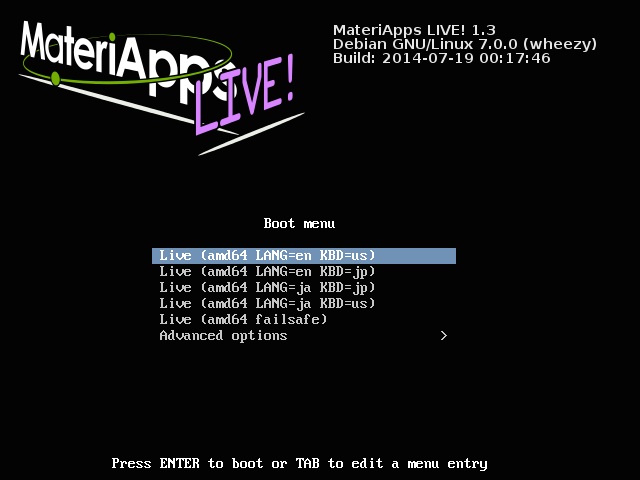 MateriApps
LIVE!
MateriApps LIVE! 1.3
Debian GNU/Linux 7.0.0 (wheezy)
Build: 2014-07-19 00:17:46
Boot menu
Live (amd64 LANG=en KBD=us)
Live (amd64 LANG=en KBD=jp)
Live (amd64 LANG=ja KBD=jp)
Live (amd64 LANG=ja KBD=us)
Live (amd64 failsafe)
Advanced options >
Press ENTER to boot or TAB to edit a menu entry